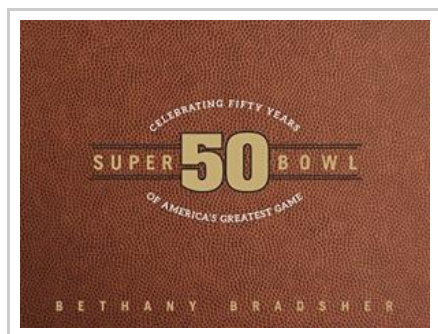 CELEBRATING FIFTY YEARS
SUPER 50 BOWL
OF AMERICA'S GREATEST GAME
BETHANY BRADSHER